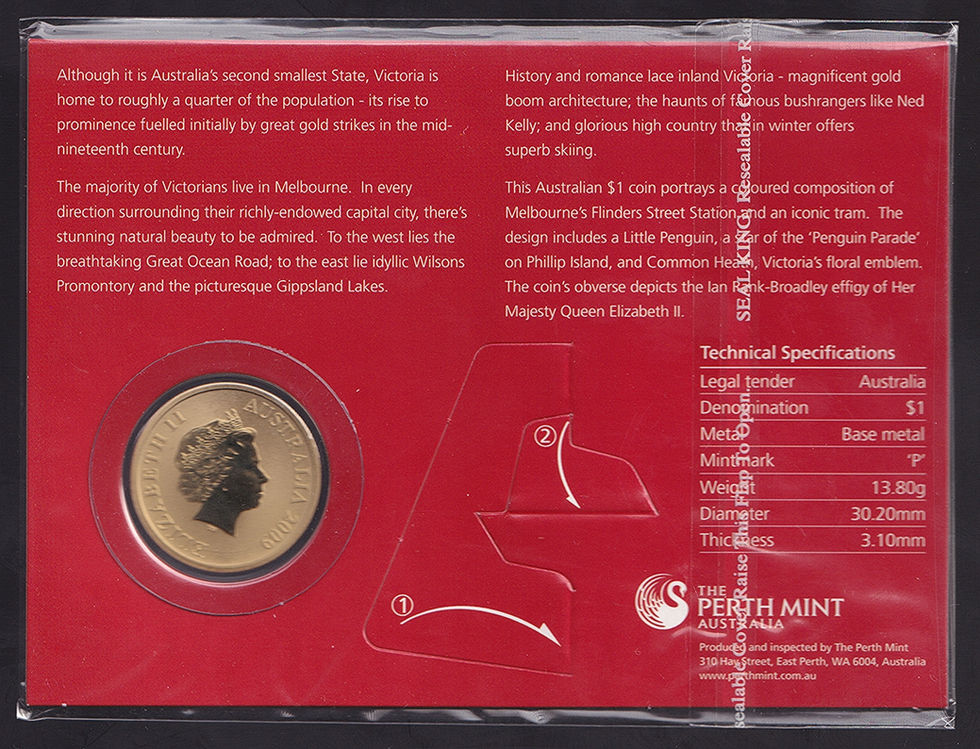 Although it is Australia's second smallest State, Victoria is
home to roughly a quarter of the population - its rise to
prominence fuelled initially by great gold strikes in the mid-
nineteenth century.
The majority of Victorians live in Melbourne. In every
direction surrounding their richly-endowed capital city, there's
stunning natural beauty to be admired. To the west lies the
breathtaking Great Ocean Road; to the east lie idyllic Wilsons
Promontory and the picturesque Gippsland Lakes.
History and romance lace inland Victoria - magnificent gold
boom architecture; the haunts of famous bushrangers like Ned
Kelly; and glorious high country that in winter offers
superb skiing.
This Australian $1 coin portrays a coloured composition of
Melbourne's Flinders Street Station and an iconic tram. The
design includes a Little Penguin, a star of the 'Penguin Parade'
on Phillip Island, and Common Heath, Victoria's floral emblem.
The coin's obverse depicts the Ian Rank-Broadley effigy of Her
Majesty Queen Elizabeth II.
ELIZABETH II AUSTRALIA 2009
1
2
Technical Specifications
Legal tender Australia
Denomination $1
Metal Base metal
Mintmark 'P'
Weight 13.80g
Diameter 30.20mm
Thickness 3.10mm
THE
PERTH MINT
AUSTRALIA
Produced and inspected by The Perth Mint
310 Hay Street, East Perth, WA 6004, Australia
www.perthmint.com.au
sealable Cover Raise This Flap To Open. SEAL KING, Resealable Cover Rai